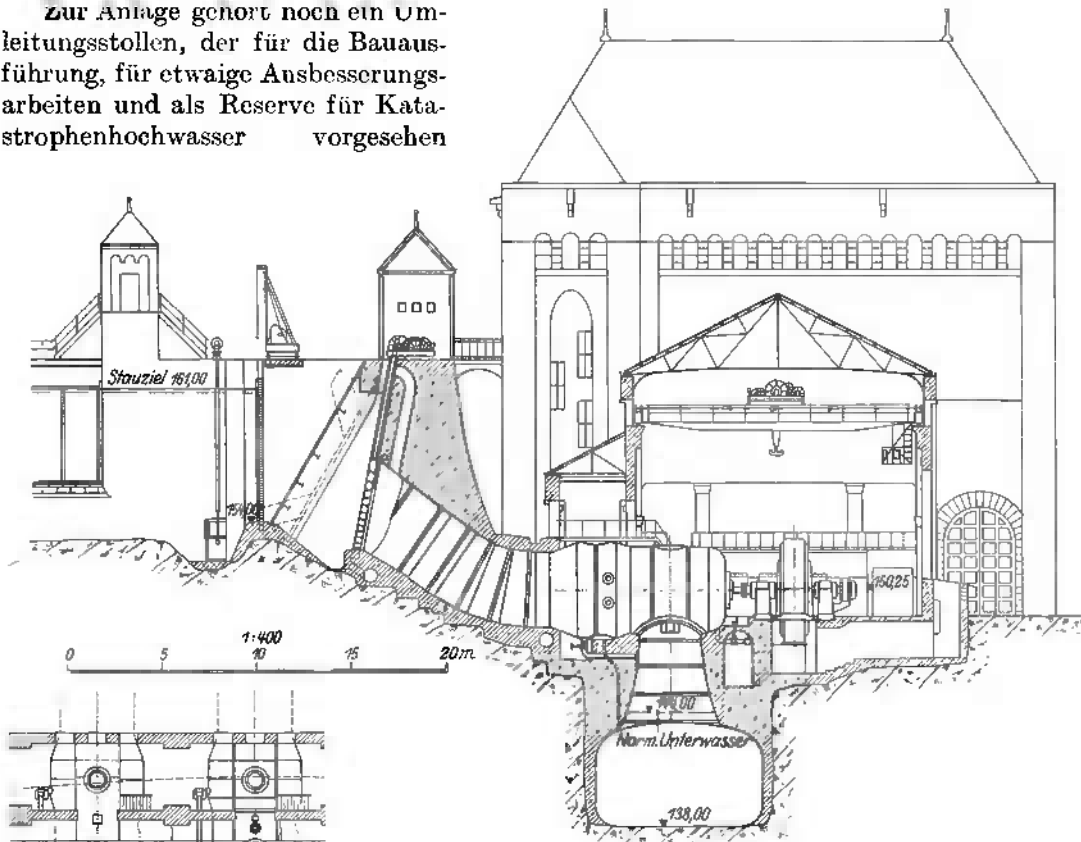 Zur Anlage gehört noch ein Um-
leitungsstollen, der für die Bauaus-
führung, für etwaige Ausbesserungs-
arbeiten und als Reserve für Kata-
strophenhochwasser vorgesehen
Stauziel 161,00
150,25
1:400
0 5 10 15 20m
Norm. Unterwasser
138,00